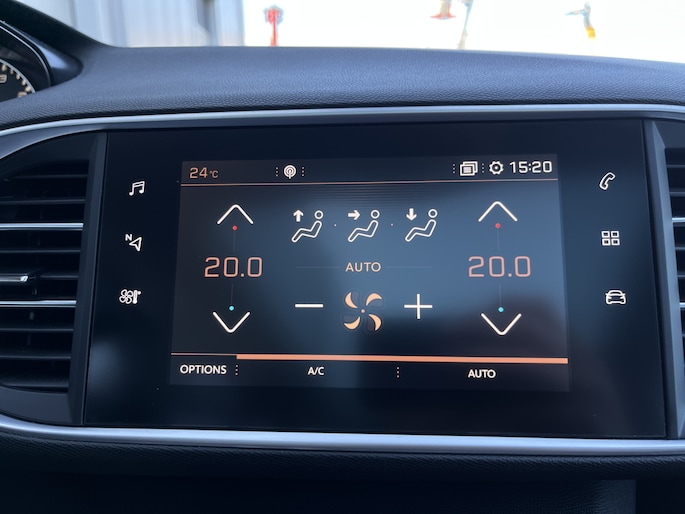 24°C 15:20
N
20.0 AUTO 20.0
OPTIONS A/C AUTO